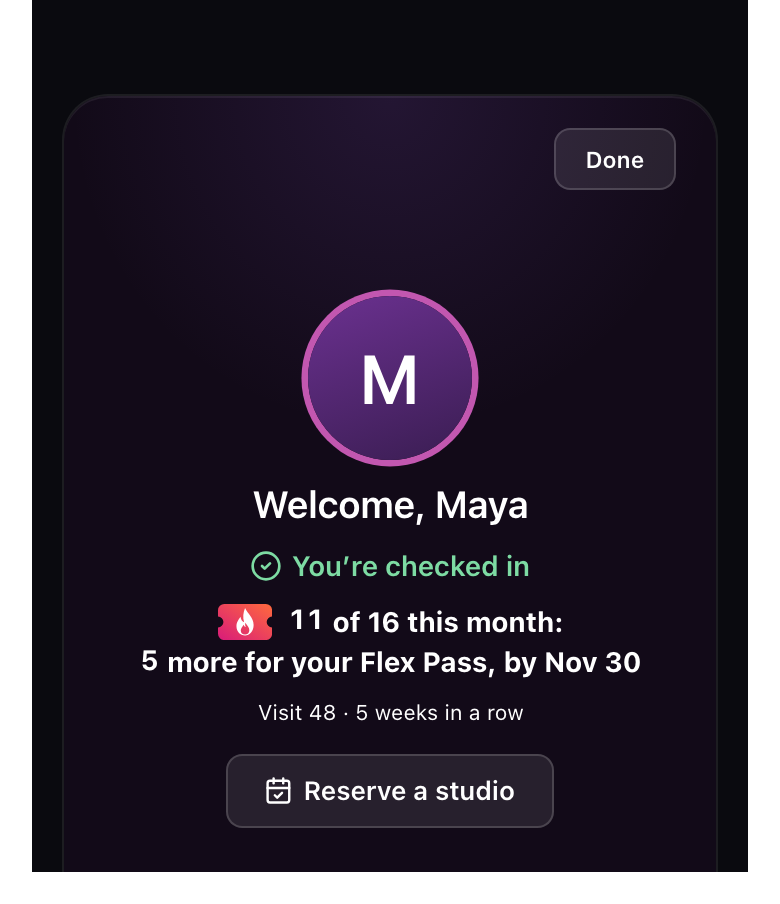 Done
M
Welcome, Maya
You’re checked in
11 of 16 this month:
5 more for your Flex Pass, by Nov 30
Visit 48 · 5 weeks in a row
Reserve a studio